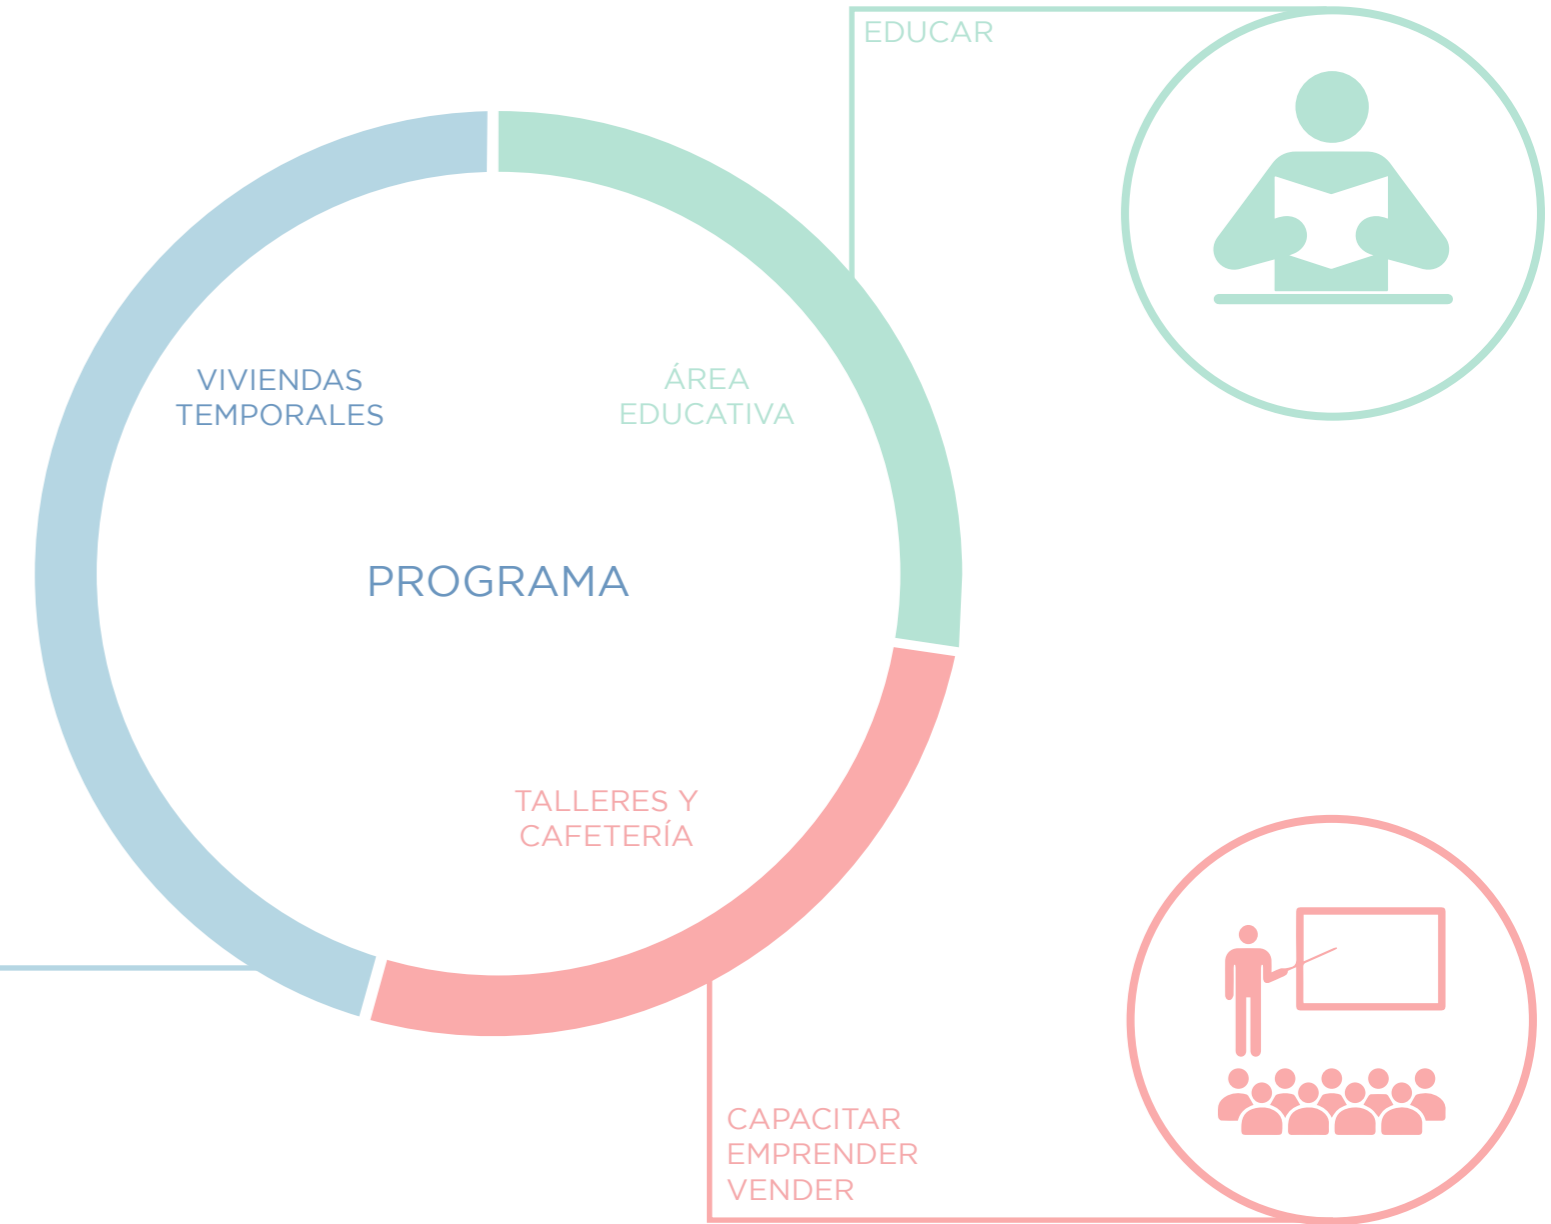 EDUCAR
VIVIENDAS
TEMPORALES
ÁREA
EDUCATIVA
PROGRAMA
TALLERES Y
CAFETERÍA
CAPACITAR
EMPRENDER
VENDER